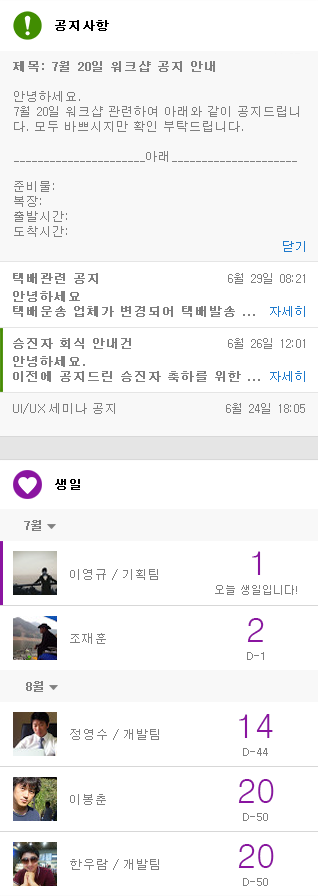 공지사항
제목: 7월 20일 워크샵 공지 안내
안녕하세요.
7월 20일 워크샵 관련하여 아래와 같이 공지드립니
다. 모두 바쁘시지만 확인 부탁드립니다.
______________________아래_____________________
준비물:
복장:
출발시간:
도착시간:
닫기
택배관련 공지 6월 29일 08:21
안녕하세요
택배운송 업체가 변경되어 택배발송 ... 자세히
승진자 회식 안내건 6월 26일 12:01
안녕하세요.
이전에 공지드린 승진자 축하를 위한 ... 자세히
UI/UX 세미나 공지 6월 24일 18:05
생일
7월
이영규 / 기획팀 1
오늘 생일입니다!
조재훈 2
D-1
8월
정영수 / 개발팀 14
D-44
이봉춘 20
D-50
한우람 / 개발팀 20
D-50